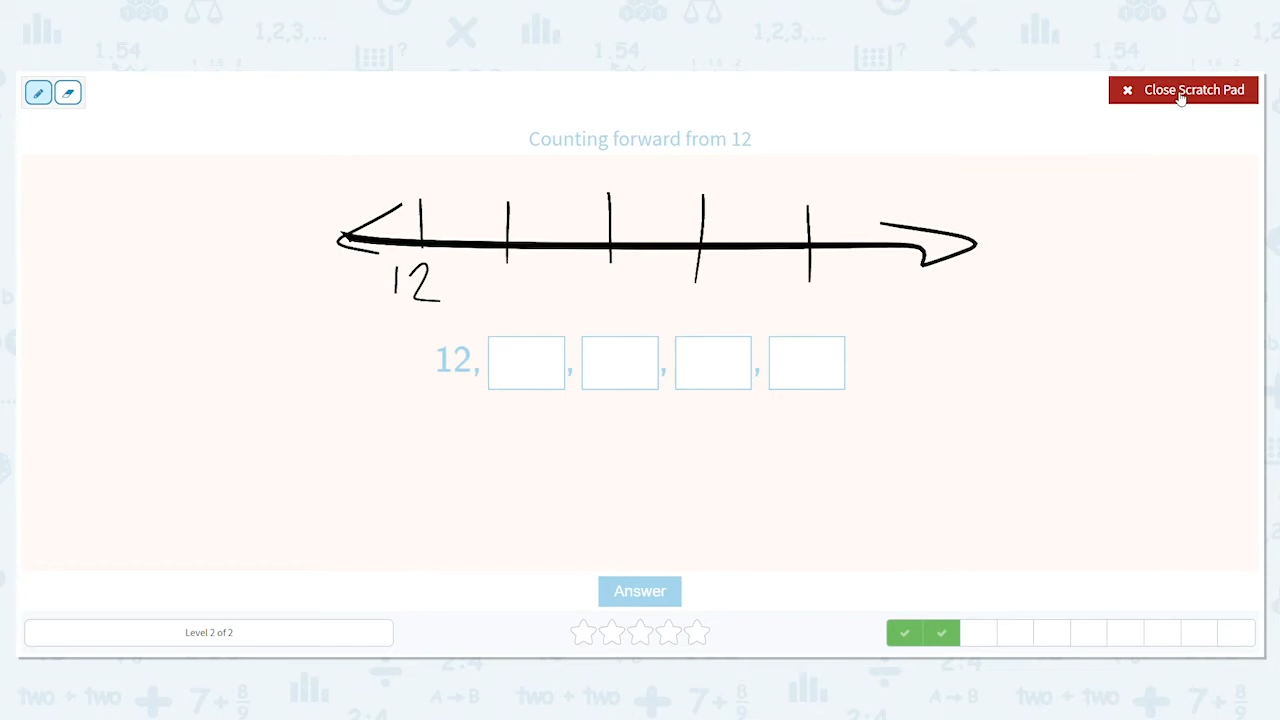 Close Scratch Pad
Counting forward from 12
12
12, , , ,
Answer
Level 2 of 2